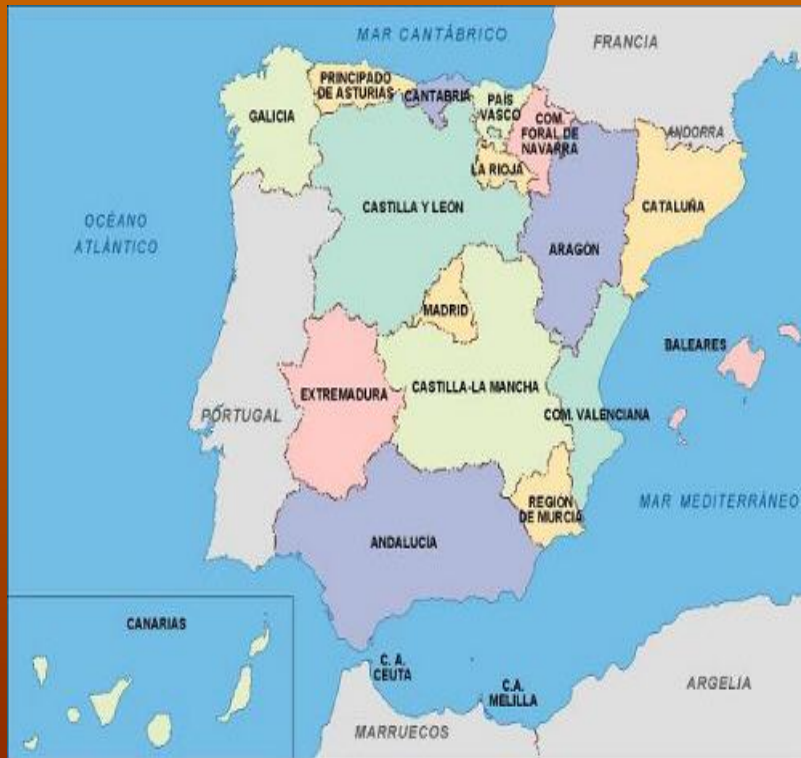 MAR CANTÁBRICO
FRANCIA
PRINCIPADO
DE ASTURIAS
CANTABRIA
PAÍS
VASCO
GALICIA
COM.
FORAL DE
NAVARRA
ANDORRA
LA RIOJA
CASTILLA Y LEÓN
CATALUÑA
OCÉANO
ATLÁNTICO
ARAGÓN
MADRID
BALEARES
EXTREMADURA
CASTILLA-LA MANCHA
PORTUGAL
COM. VALENCIANA
MAR MEDITERRÁNEO
REGIÓN
DE MURCIA
ANDALUCÍA
CANARIAS
C. A.
CEUTA
C.A.
MELILLA
ARGELIA
MARRUECOS